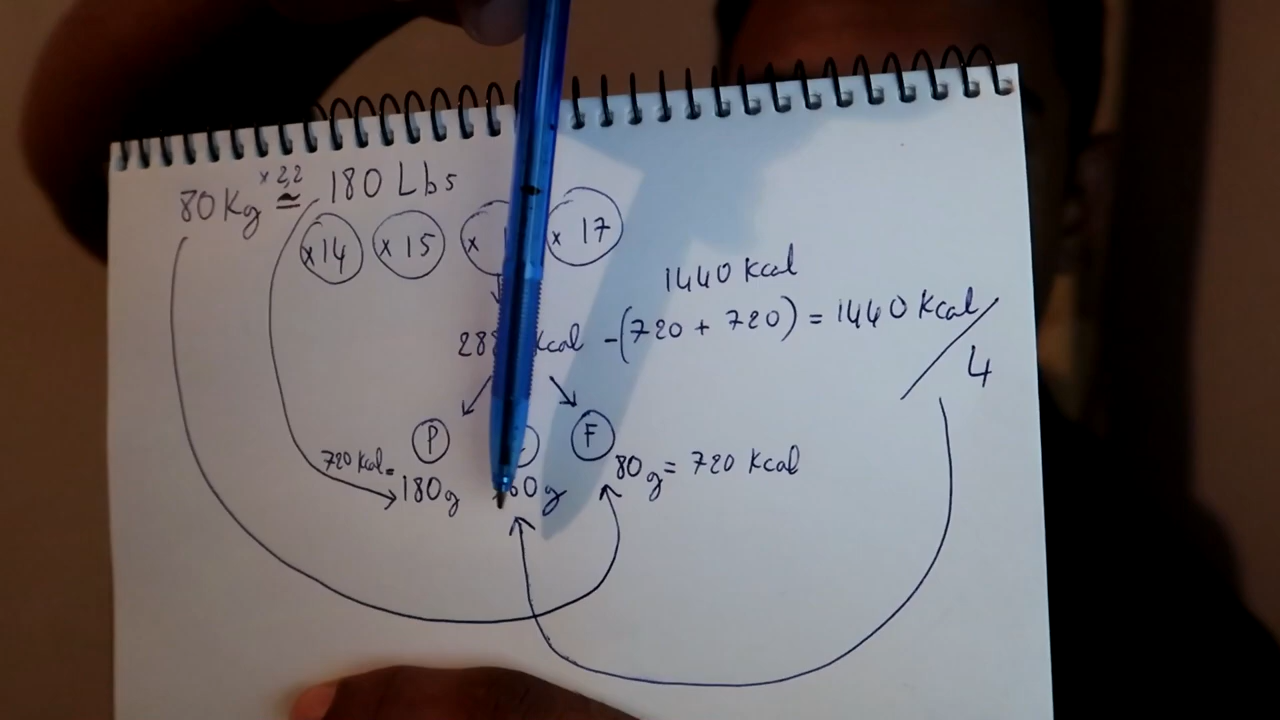 80 Kg ≅ 180 Lbs
x 2,2
x14 x 15 x x 17
1440 Kcal
Kcal -(720 + 720) = 1440 Kcal / 4
P F
720 Kcal = 180g 80g = 720 Kcal